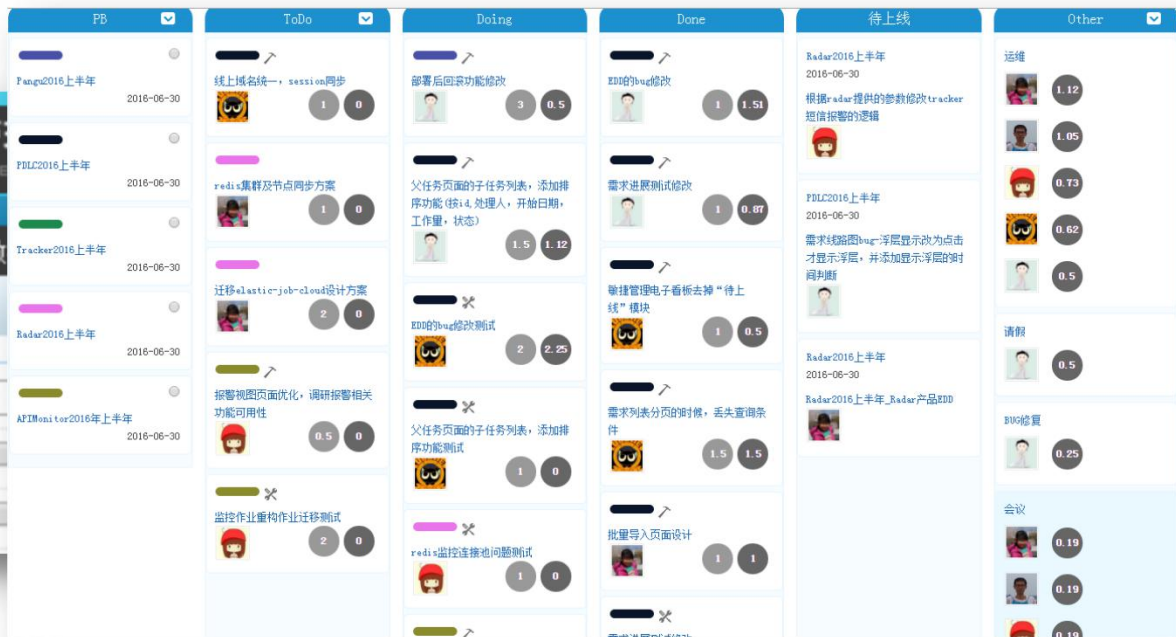 PB
Pangu2016上半年
2016-06-30
PDLC2016上半年
2016-06-30
Tracker2016上半年
2016-06-30
Radar2016上半年
2016-06-30
APIMonitor2016年上半年
2016-06-30
ToDo
线上域名统一，session同步
1 0
redis集群及节点同步方案
1 0
迁移elastic-job-cloud设计方案
2 0
报警视图页面优化，调研报警相关
功能可用性
0.5 0
监控作业重构作业迁移测试
2 0
Doing
部署后回滚功能修改
3 0.5
父任务页面的子任务列表，添加排
序功能(按id,处理人，开始日期，
工作量，状态)
1.5 1.12
EDD的bug修改测试
2 2.25
父任务页面的子任务列表，添加排
序功能测试
1 0
redis监控连接池问题测试
1 0
Done
EDD的bug修改
1 1.51
需求进展测试修改
1 0.87
敏捷管理电子看板去掉“待上
线”模块
1 0.5
需求列表分页的时候，丢失查询条
件
1.5 1.5
批量导入页面设计
1 1
待上线
Radar2016上半年
2016-06-30
根据radar提供的参数修改tracker
短信报警的逻辑
PDLC2016上半年
2016-06-30
需求线路图bug-浮层显示改为点击
才显示浮层，并添加显示浮层的时
间判断
Radar2016上半年
2016-06-30
Radar2016上半年_Radar产品EDD
Other
运维
1.12
1.05
0.73
0.62
0.5
请假
0.5
BUG修复
0.25
会议
0.19
0.19
0.19